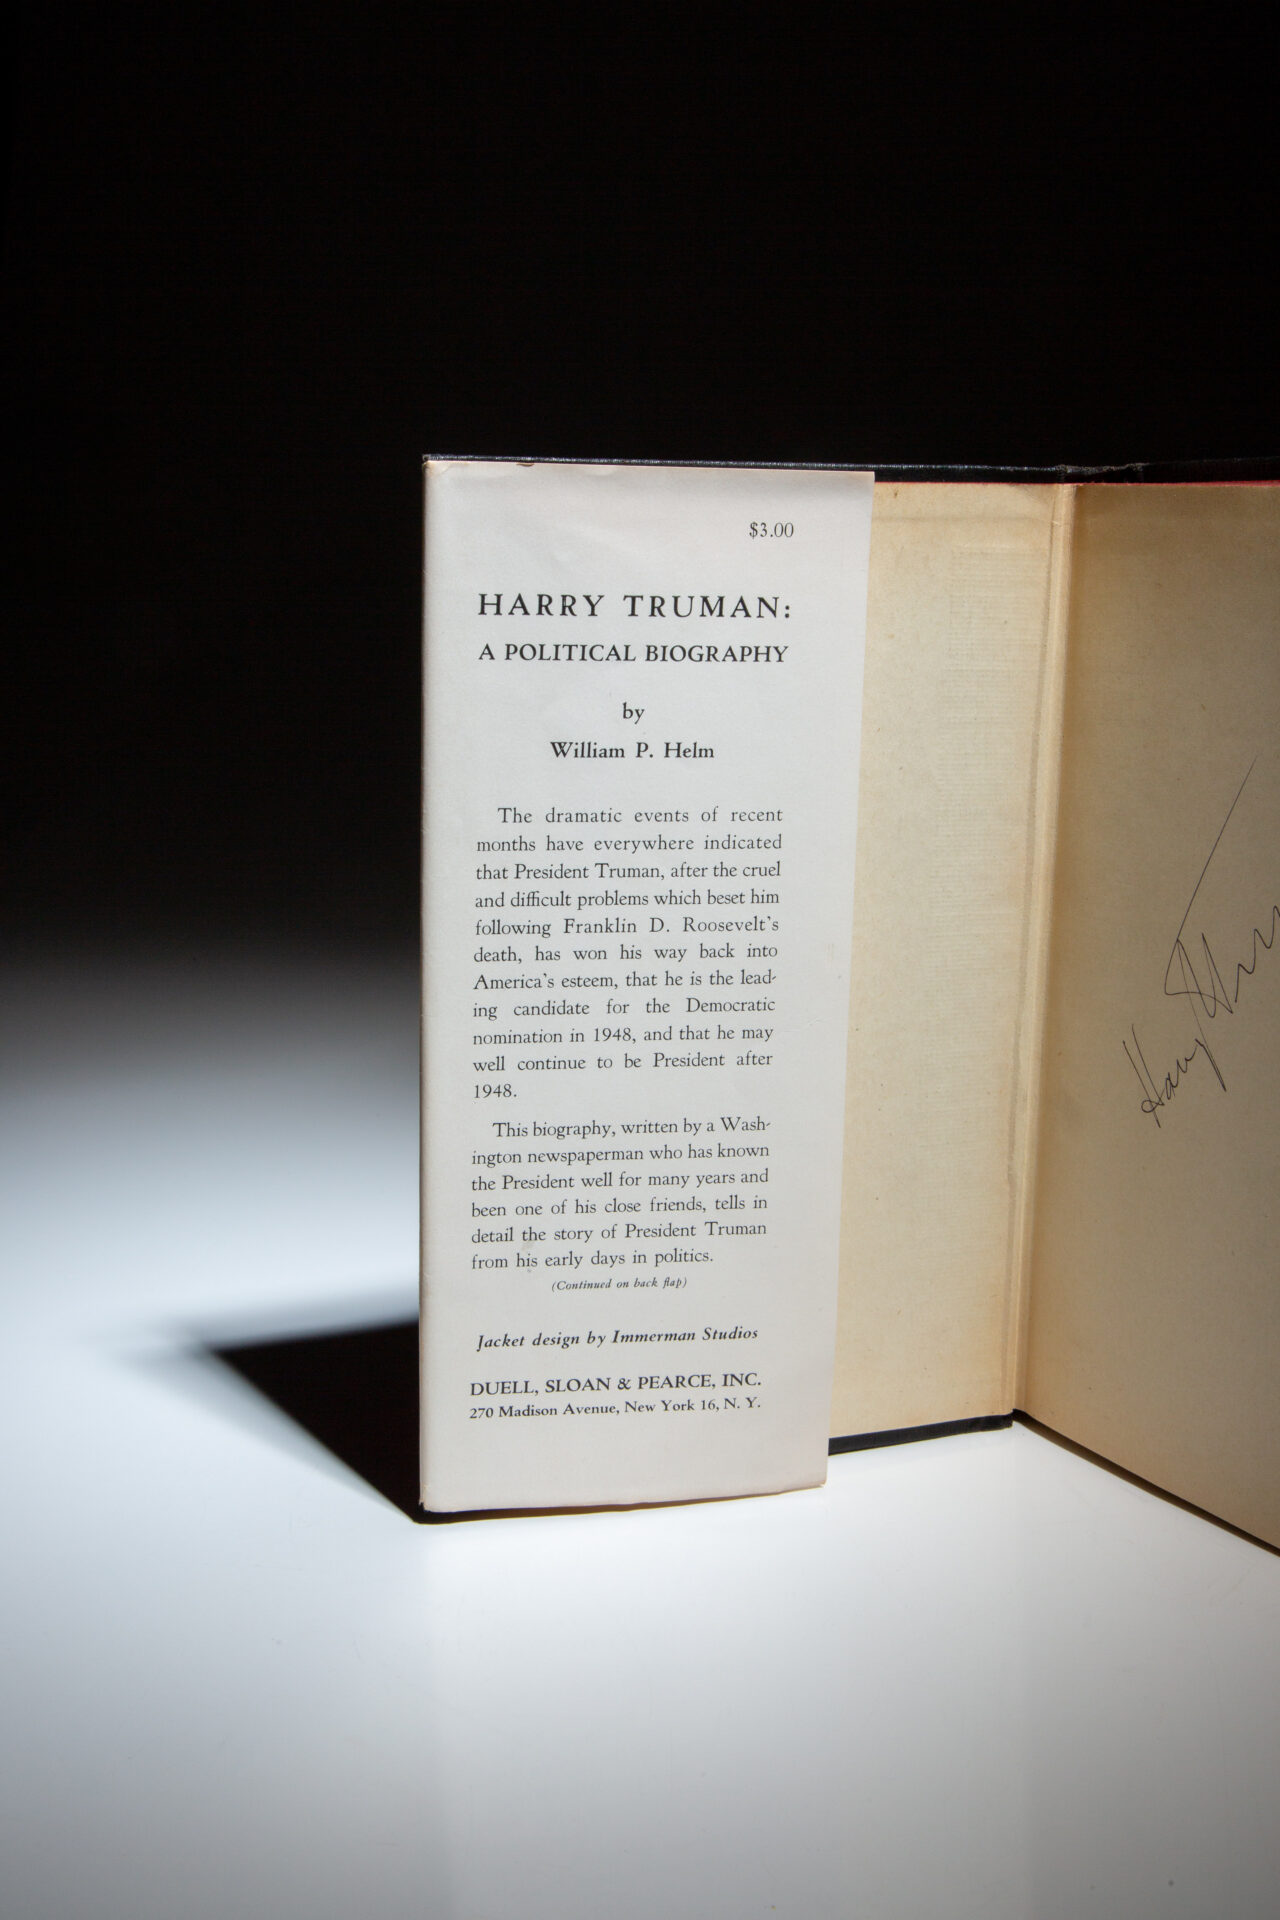 $3.00
HARRY TRUMAN:
A POLITICAL BIOGRAPHY
by
William P. Helm
The dramatic events of recent
months have everywhere indicated
that President Truman, after the cruel
and difficult problems which beset him
following Franklin D. Roosevelt's
death, has won his way back into
America's esteem, that he is the lead-
ing candidate for the Democratic
nomination in 1948, and that he may
well continue to be President after
1948.
This biography, written by a Wash-
ington newspaperman who has known
the President well for many years and
been one of his close friends, tells in
detail the story of President Truman
from his early days in politics.
(Continued on back flap)
Jacket design by Immerman Studios
DUELL, SLOAN & PEARCE, INC.
270 Madison Avenue, New York 16, N. Y.
Harry